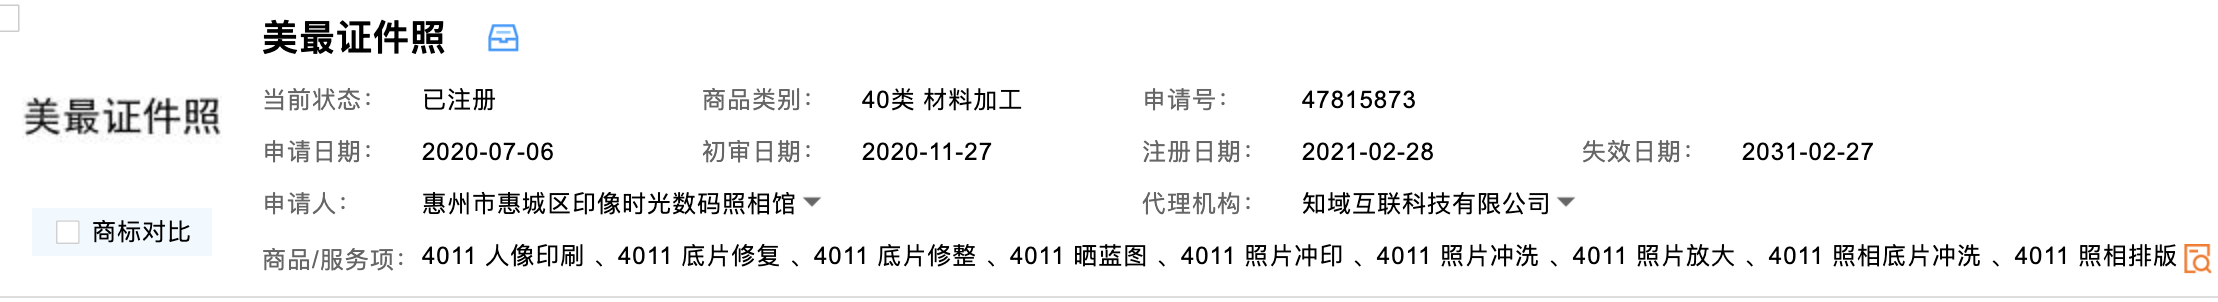 美最证件照
美最证件照
当前状态： 已注册 商品类别： 40类 材料加工 申请号： 47815873
申请日期： 2020-07-06 初审日期： 2020-11-27 注册日期： 2021-02-28 失效日期： 2031-02-27
申请人： 惠州市惠城区印像时光数码照相馆 代理机构： 知域互联科技有限公司
商标对比
商品/服务项： 4011 人像印刷 、4011 底片修复 、4011 底片修整 、4011 晒蓝图 、4011 照片冲印 、4011 照片冲洗 、4011 照片放大 、4011 照相底片冲洗 、4011 照相排版